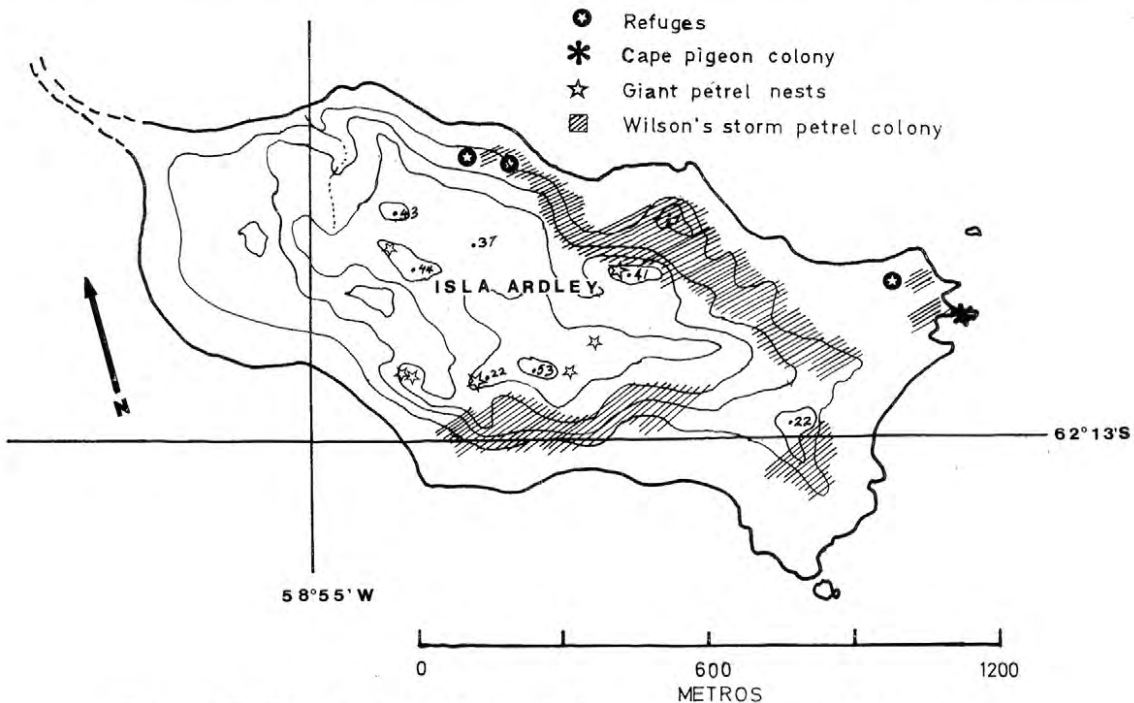 Refuges
Cape pigeon colony
Giant petrel nests
Wilson's storm petrel colony
.43
.37
.44
.41
ISLA ARDLEY
.53
.22
.22
N
62°13'S
58°55'W
0 600 1200
METROS